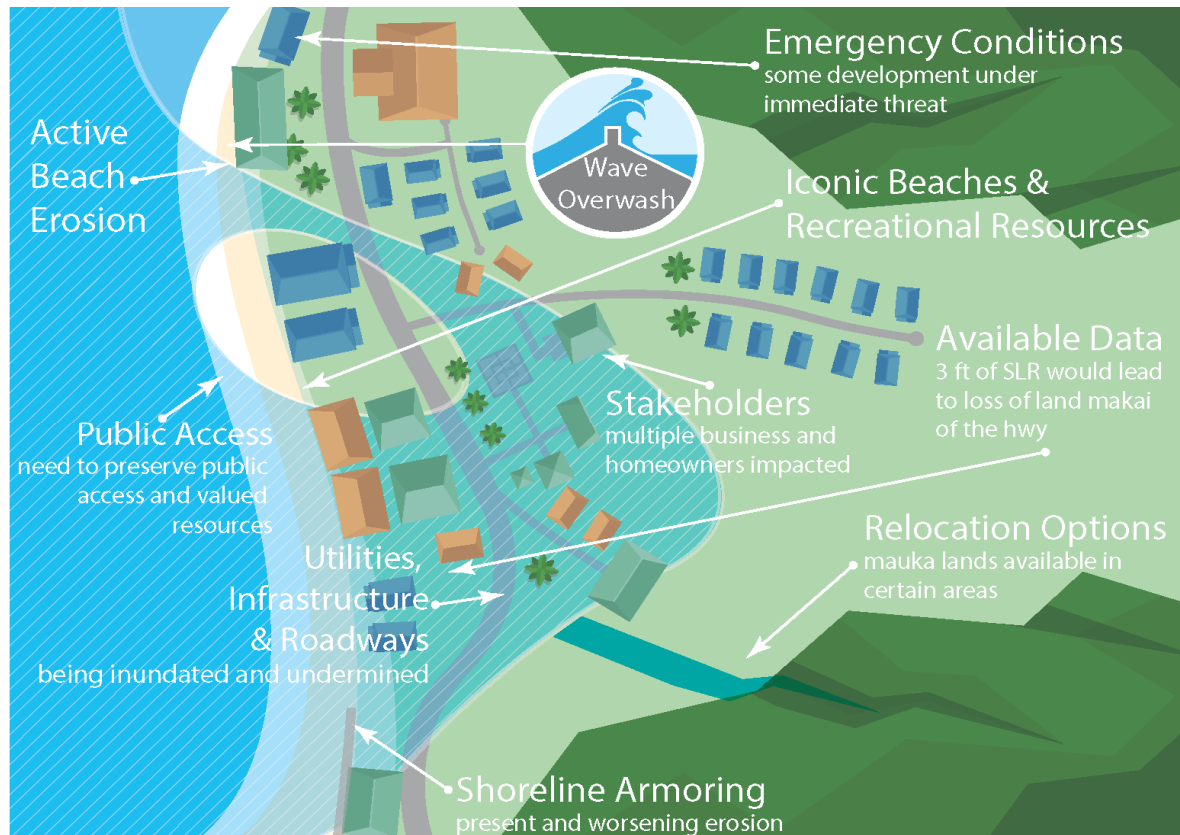 Emergency Conditions
some development under
immediate threat
Active
Beach
Erosion
Wave
Overwash
Iconic Beaches &
Recreational Resources
Available Data
3 ft of SLR would lead
to loss of land makai
of the hwy
Stakeholders
multiple business and
homeowners impacted
Public Access
need to preserve public
access and valued
resources
Relocation Options
mauka lands available in
certain areas
Utilities,
Infrastructure
& Roadways
being inundated and undermined
Shoreline Armoring
present and worsening erosion